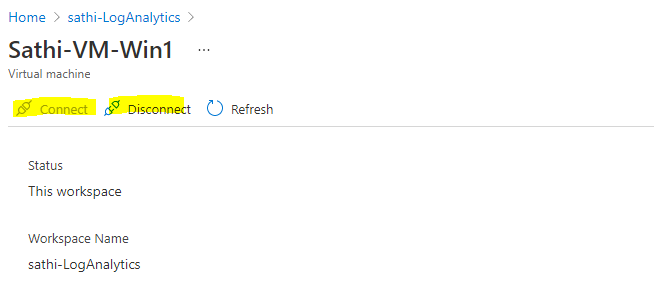 Home > sathi-LogAnalytics >
Sathi-VM-Win1 ...
Virtual machine
Connect Disconnect Refresh
Status
This workspace
Workspace Name
sathi-LogAnalytics